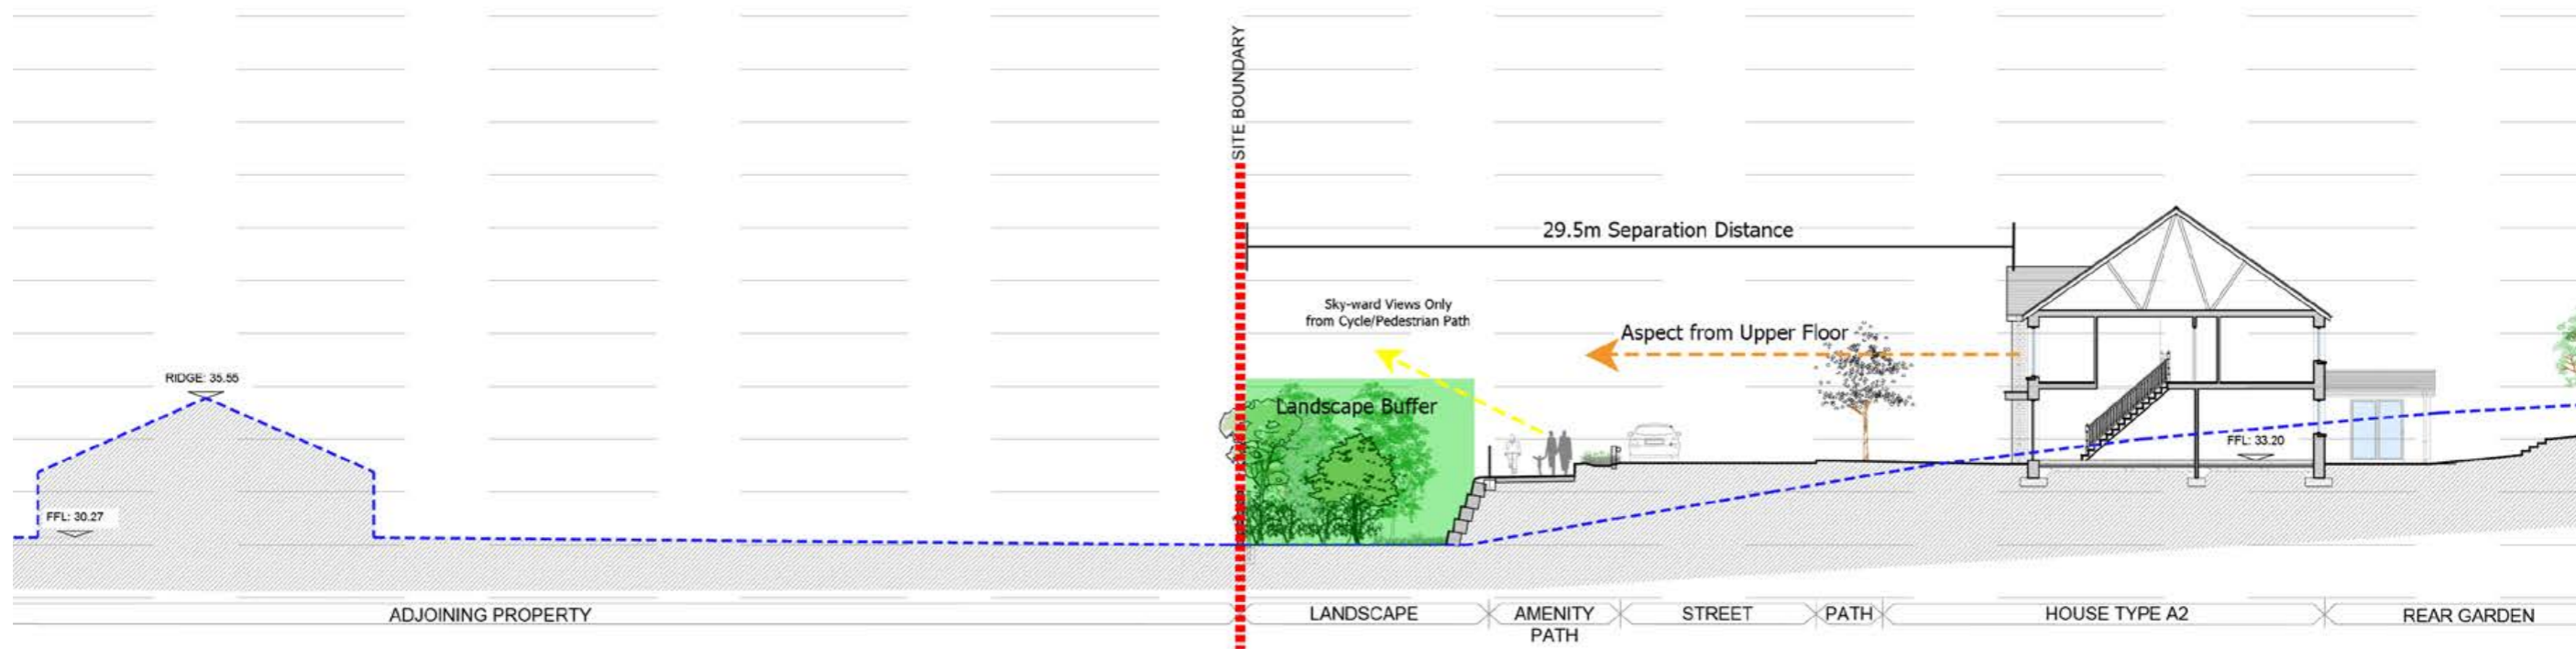 SITE BOUNDARY
29.5m Separation Distance
Sky-ward Views Only
from Cycle/Pedestrian Path
Aspect from Upper Floor
RIDGE: 35.55
Landscape Buffer
FFL: 33.20
FFL: 30.27
ADJOINING PROPERTY
LANDSCAPE
AMENITY
PATH
STREET
PATH
HOUSE TYPE A2
REAR GARDEN